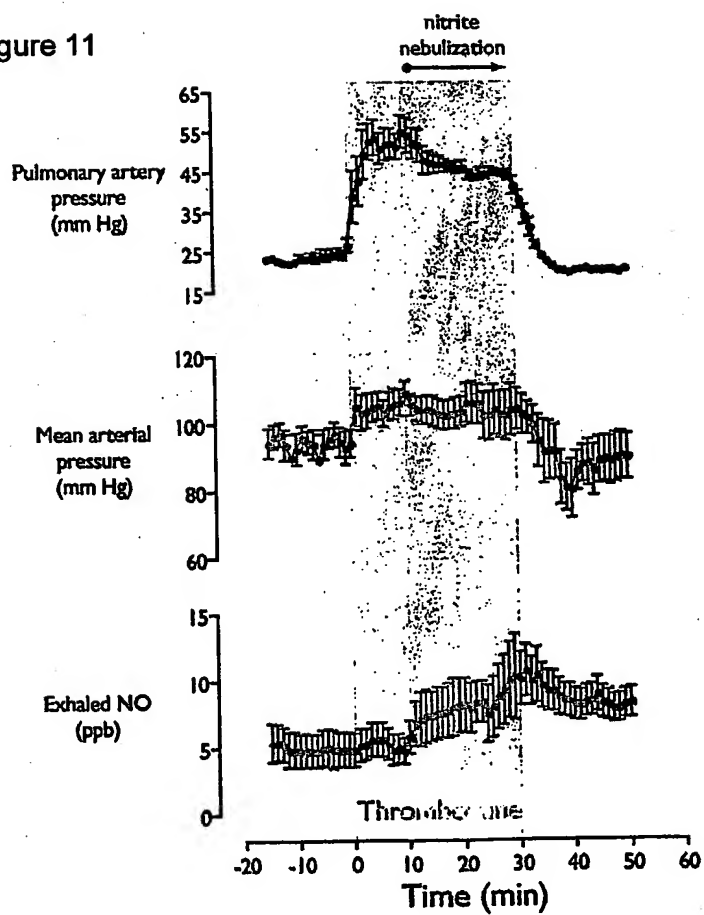 gure 11
nitrite
nebulization
65
55
45
35
25
15
Pulmonary artery
pressure
(mm Hg)
120
100
80
60
Mean arterial
pressure
(mm Hg)
15
10
5
0
Exhaled NO
(ppb)
-20 -10 0 10 20 30 40 50 60
Time (min)